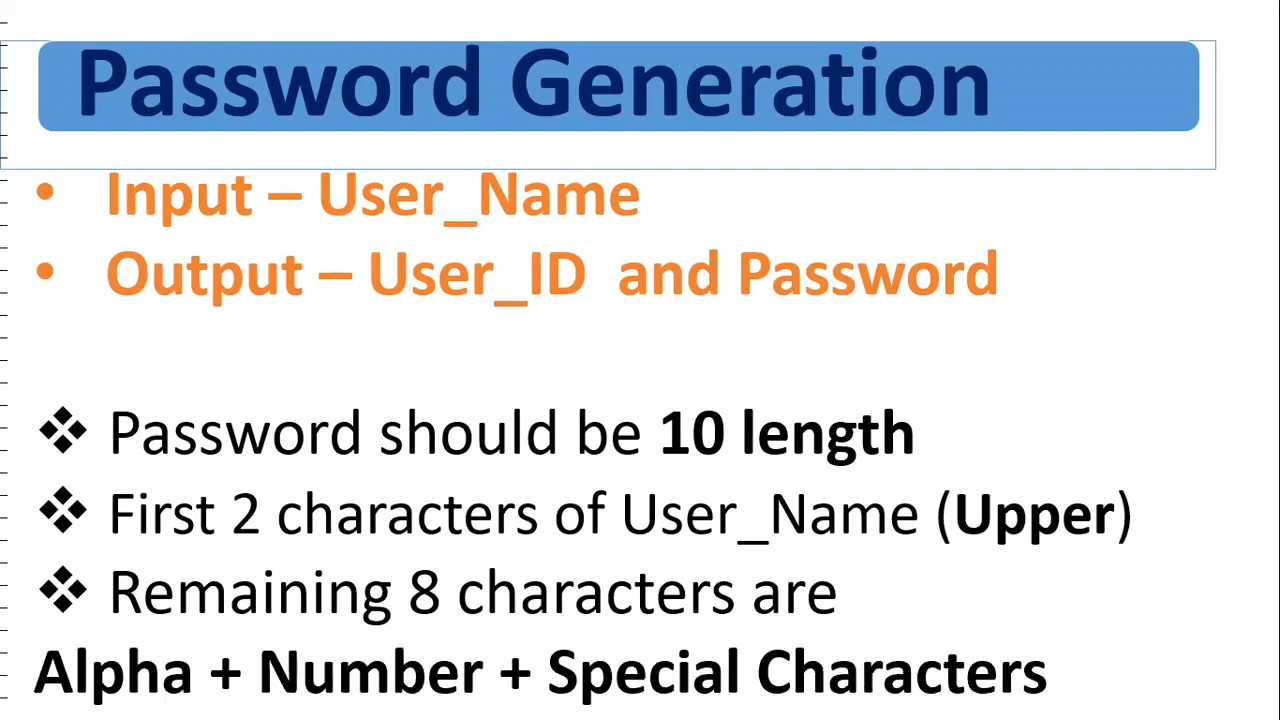 Password Generation
• Input – User_Name
• Output – User_ID and Password
❖ Password should be 10 length
❖ First 2 characters of User_Name (Upper)
❖ Remaining 8 characters are
Alpha + Number + Special Characters